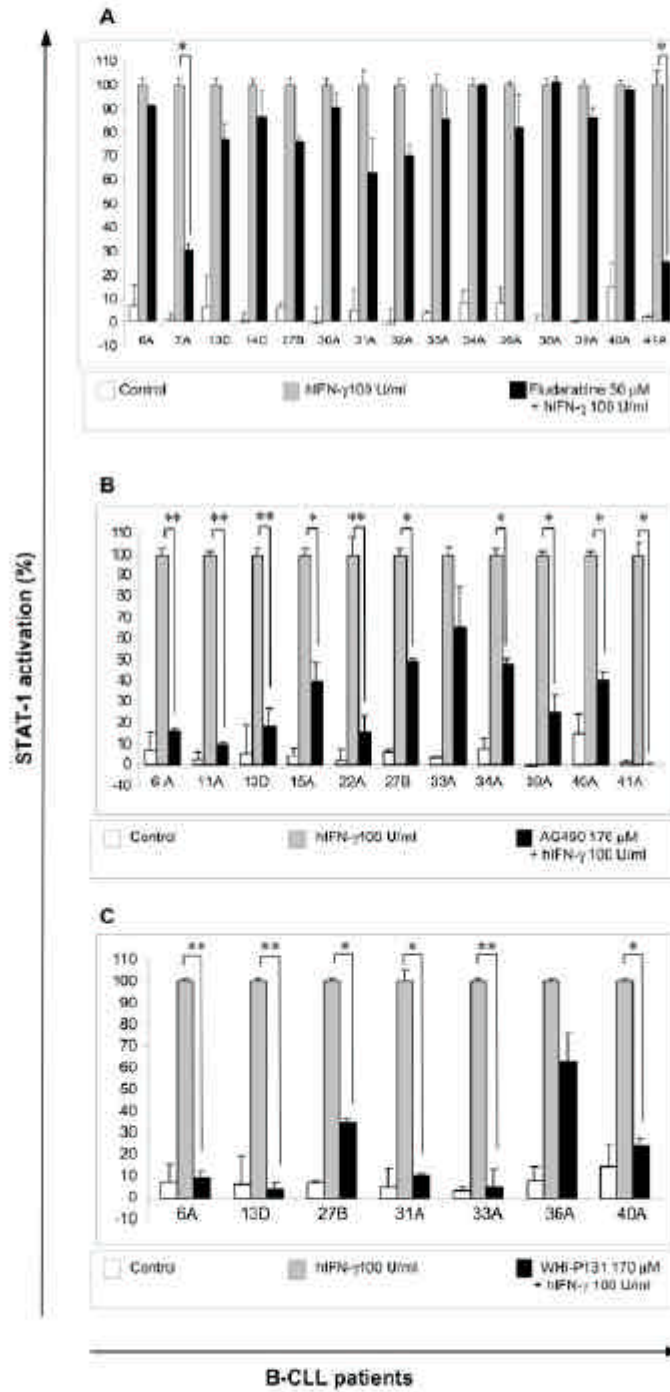 A
*
*
110
100
90
80
70
60
50
40
30
20
10
0
-10
6A 7A 13D 14D 27B 30A 31A 32A 33A 34A 36A 38A 39A 40A 41A
Control
hIFN-γ100 U/ml
Fludarabine 50 μM
+ hIFN-γ 100 U/ml
STAT-1 activation (%)
B
** ** ** * ** * * * * *
110
100
90
80
70
60
50
40
30
20
10
0
-10
6 A 11A 13D 15A 22A 27B 33A 34A 40A 41A
Control
hIFN-γ100 U/ml
AG490 170 μM
+ hIFN-γ 100 U/ml
C
** ** * * ** *
110
100
90
80
70
60
50
40
30
20
10
0
-10
6A 13D 27B 31A 33A 36A 40A
Control
hIFN-γ100 U/ml
WHI-P131 170 μM
+ hIFN-γ 100 U/ml
B-CLL patients